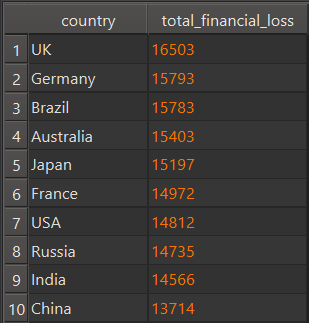 country total_financial_loss
1 UK 16503
2 Germany 15793
3 Brazil 15783
4 Australia 15403
5 Japan 15197
6 France 14972
7 USA 14812
8 Russia 14735
9 India 14566
10 China 13714